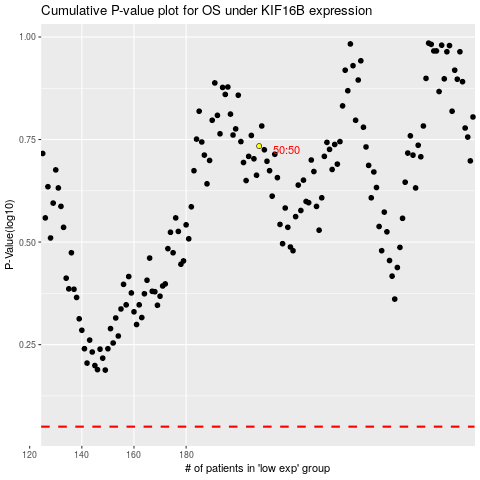 Cumulative P-value plot for OS under KIF16B expression
P-Value(log10)
1.00
0.75
0.50
0.25
50:50
120 140 160 180
# of patients in 'low exp' group